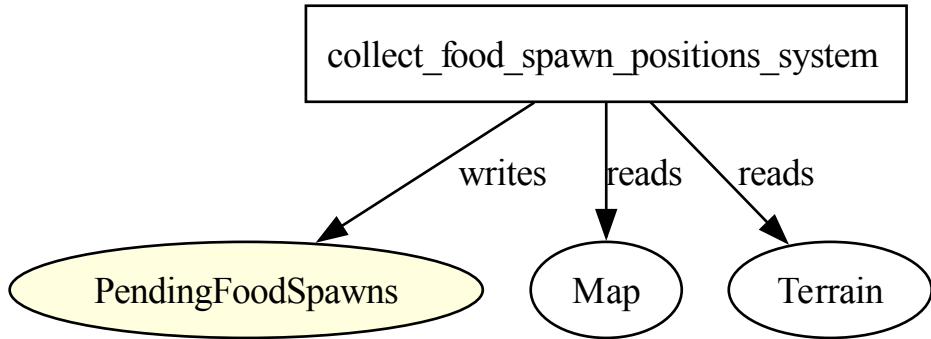 collect_food_spawn_positions_system
writes
reads
reads
PendingFoodSpawns
Map
Terrain